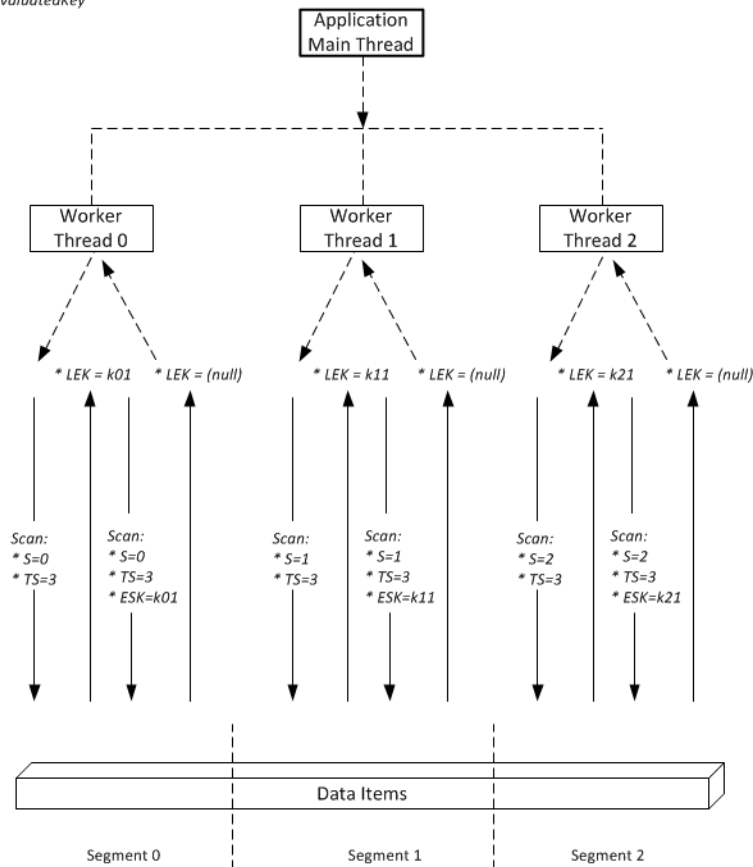 Application
Main Thread
Worker
Thread 0
Worker
Thread 1
Worker
Thread 2
* LEK = k01
* LEK = (null)
* LEK = k11
* LEK = (null)
* LEK = k21
* LEK = (null)
Scan:
* S=0
* TS=3
Scan:
* S=0
* TS=3
* ESK=k01
Scan:
* S=1
* TS=3
Scan:
* S=1
* TS=3
* ESK=k11
Scan:
* S=2
* TS=3
Scan:
* S=2
* TS=3
* ESK=k21
Data Items
Segment 0
Segment 1
Segment 2